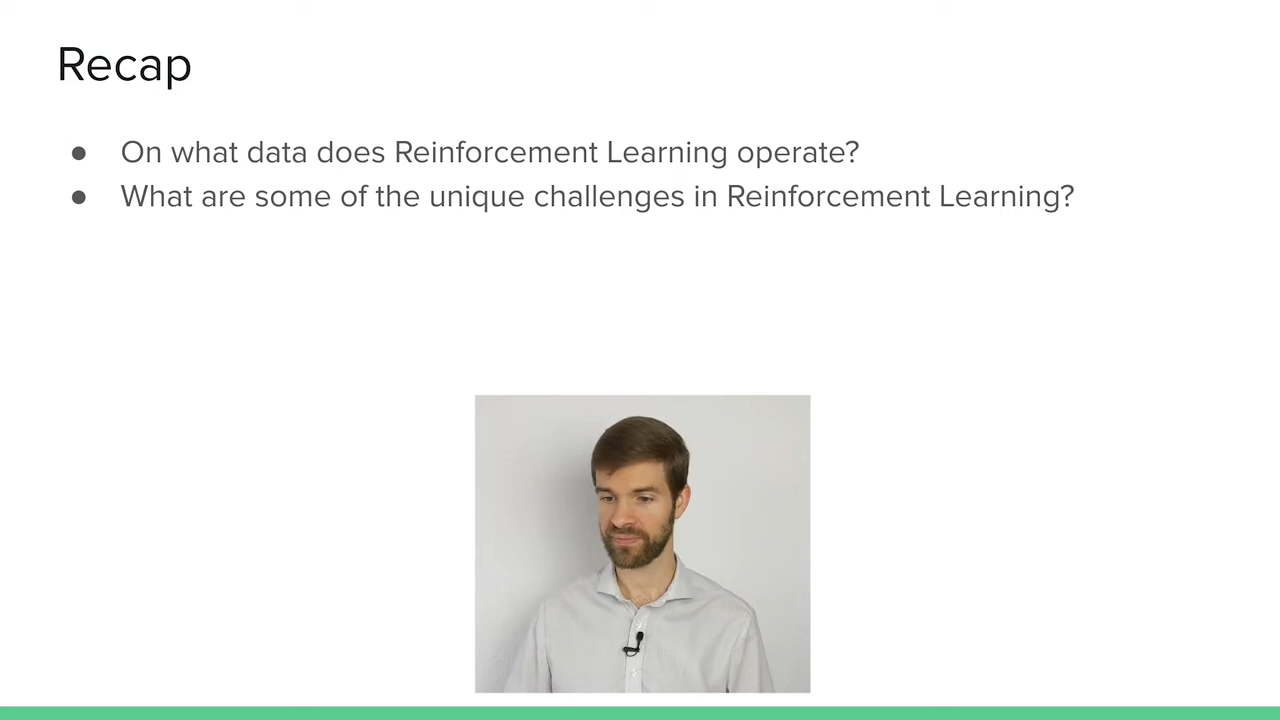 Recap
● On what data does Reinforcement Learning operate?
● What are some of the unique challenges in Reinforcement Learning?